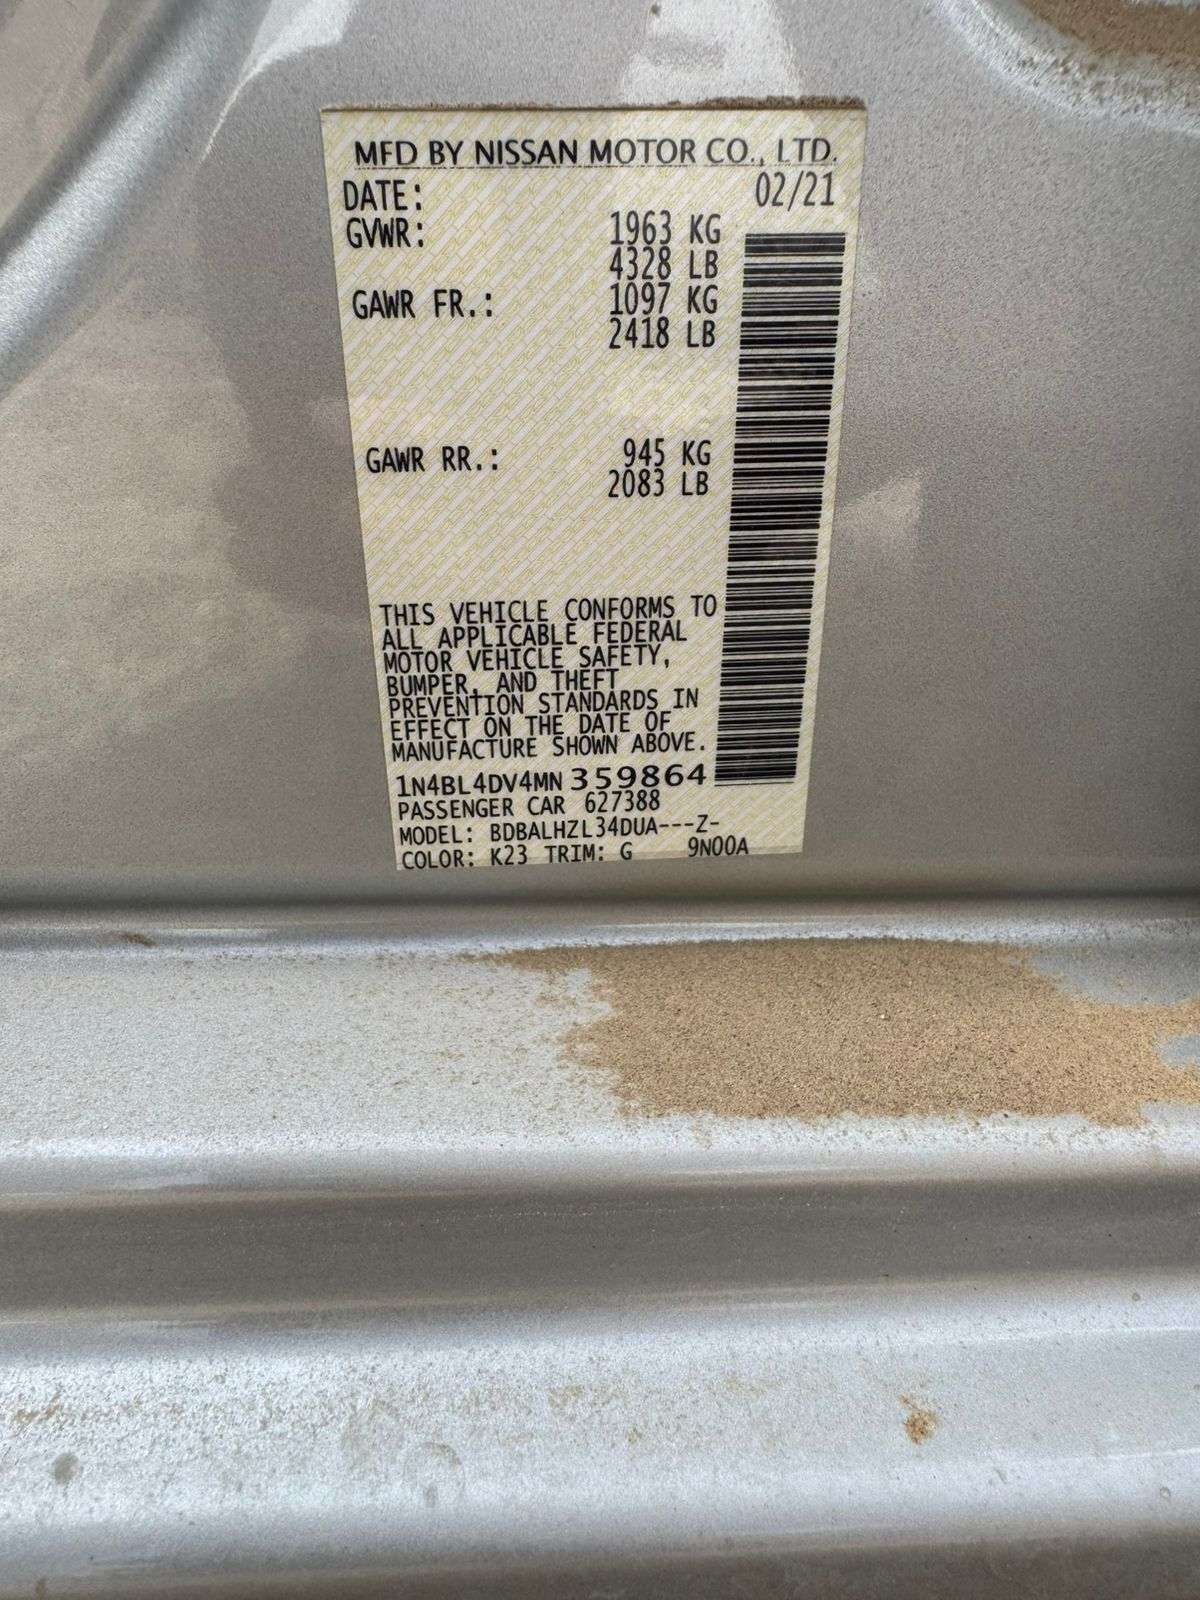 MFD BY NISSAN MOTOR CO., LTD.
DATE: 02/21
GVWR: 1963 KG
4328 LB
GAWR FR.: 1097 KG
2418 LB
GAWR RR.: 945 KG
2083 LB
THIS VEHICLE CONFORMS TO
ALL APPLICABLE FEDERAL
MOTOR VEHICLE SAFETY,
BUMPER, AND THEFT
PREVENTION STANDARDS IN
EFFECT ON THE DATE OF
MANUFACTURE SHOWN ABOVE.
1N4BL4DV4MN359864
PASSENGER CAR 627388
MODEL: BDBALHZL34DUA---Z-
COLOR: K23 TRIM: G 9N00A